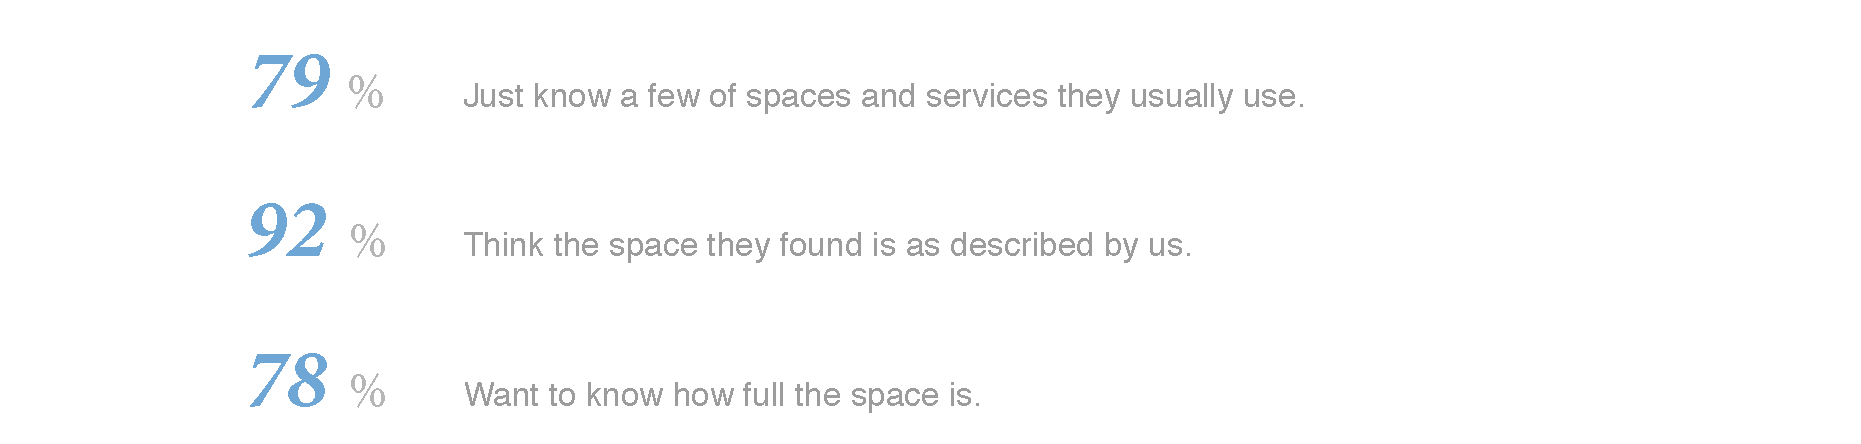 79 % Just know a few of spaces and services they usually use.
92 % Think the space they found is as described by us.
78 % Want to know how full the space is.